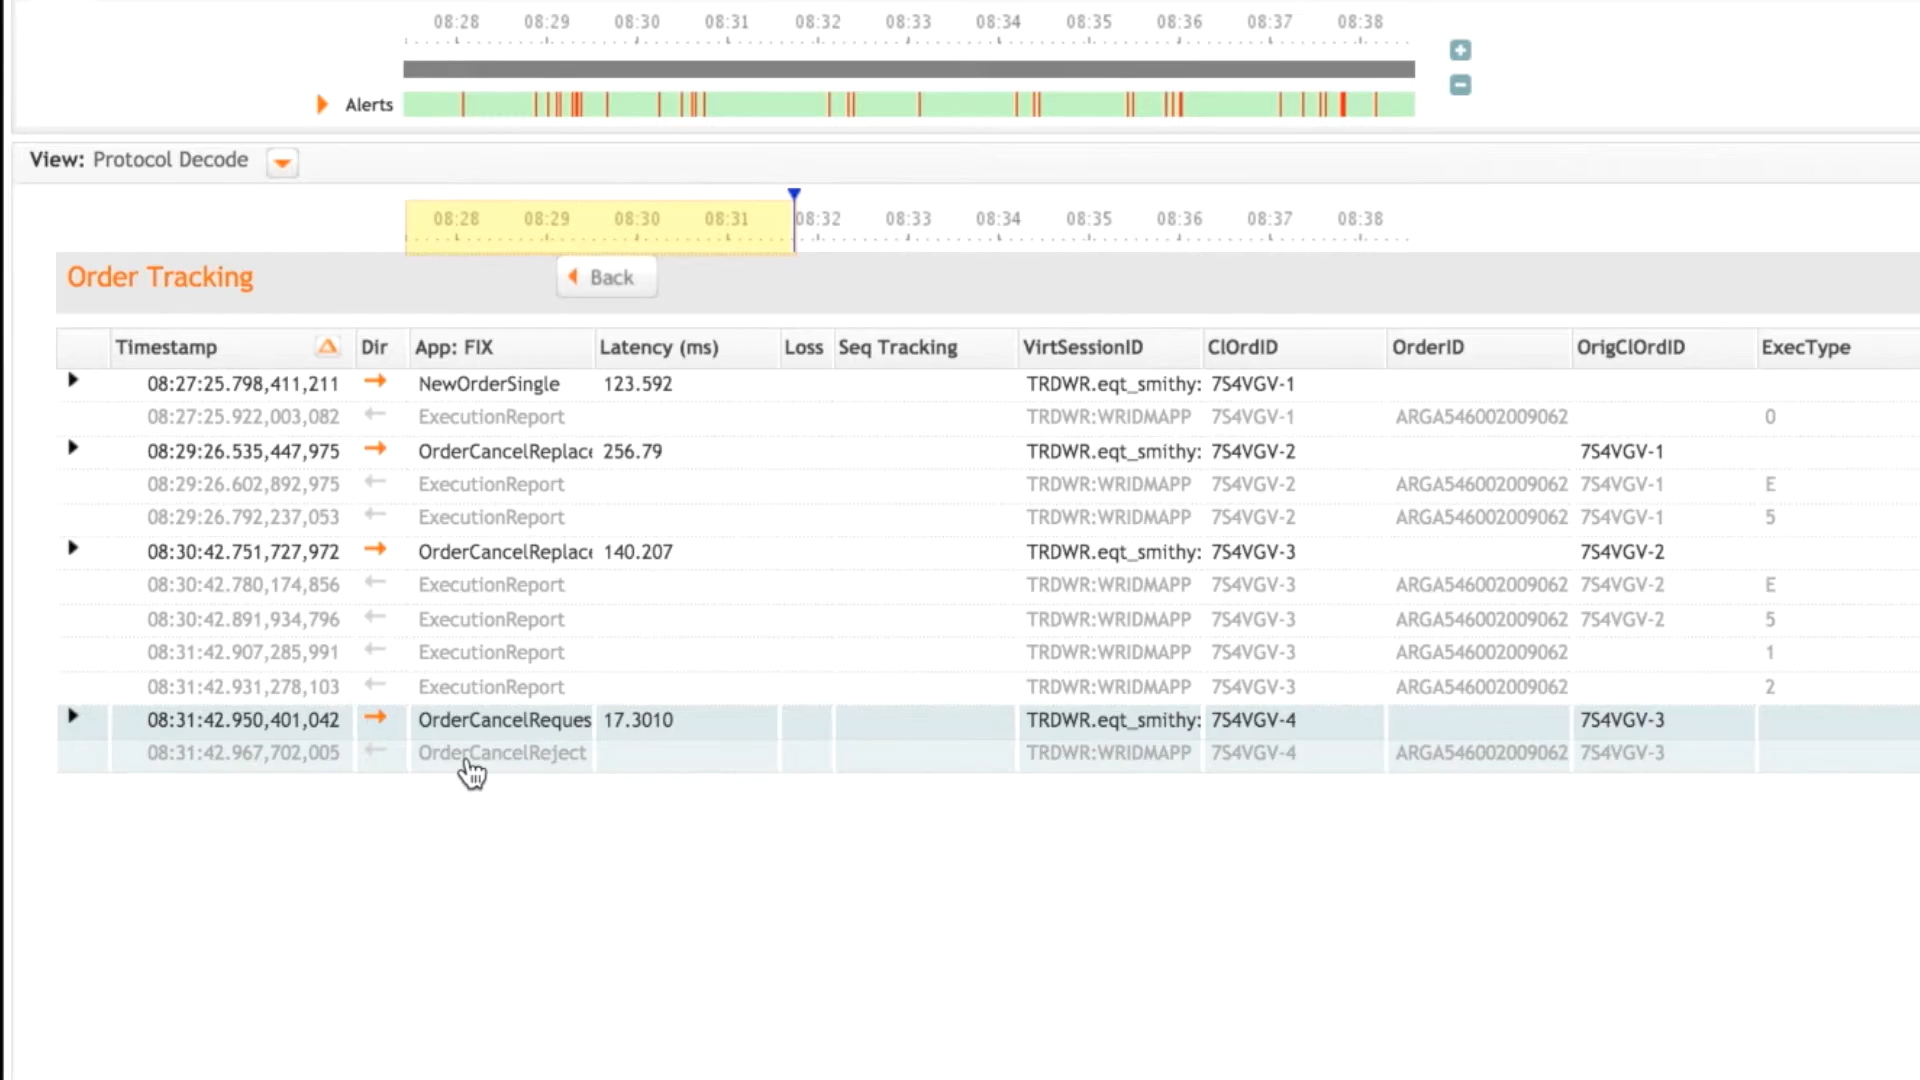 08:28 08:29 08:30 08:31 08:32 08:33 08:34 08:35 08:36 08:37 08:38
Alerts
View: Protocol Decode
08:28 08:29 08:30 08:31 08:32 08:33 08:34 08:35 08:36 08:37 08:38
Order Tracking Back
Timestamp Dir App: FIX Latency (ms) Loss Seq Tracking VirtSessionID ClOrdID OrderID OrigClOrdID ExecType
08:27:25.798,411,211 NewOrderSingle 123.592 TRDWR.eqt_smithy: 7S4VGV-1
08:27:25.922,003,082 ExecutionReport TRDWR:WRIDMAPP 7S4VGV-1 ARGA546002009062 0
08:29:26.535,447,975 OrderCancelReplace 256.79 TRDWR.eqt_smithy: 7S4VGV-2 7S4VGV-1
08:29:26.602,892,975 ExecutionReport TRDWR:WRIDMAPP 7S4VGV-2 ARGA546002009062 7S4VGV-1 E
08:29:26.792,237,053 ExecutionReport TRDWR:WRIDMAPP 7S4VGV-2 ARGA546002009062 7S4VGV-1 5
08:30:42.751,727,972 OrderCancelReplace 140.207 TRDWR.eqt_smithy: 7S4VGV-3 7S4VGV-2
08:30:42.780,174,856 ExecutionReport TRDWR:WRIDMAPP 7S4VGV-3 ARGA546002009062 7S4VGV-2 E
08:30:42.891,934,796 ExecutionReport TRDWR:WRIDMAPP 7S4VGV-3 ARGA546002009062 7S4VGV-2 5
08:31:42.907,285,991 ExecutionReport TRDWR:WRIDMAPP 7S4VGV-3 ARGA546002009062 1
08:31:42.931,278,103 ExecutionReport TRDWR:WRIDMAPP 7S4VGV-3 ARGA546002009062 2
08:31:42.950,401,042 OrderCancelReques 17.3010 TRDWR.eqt_smithy: 7S4VGV-4 7S4VGV-3
08:31:42.967,702,005 OrderCancelReject TRDWR:WRIDMAPP 7S4VGV-4 ARGA546002009062 7S4VGV-3